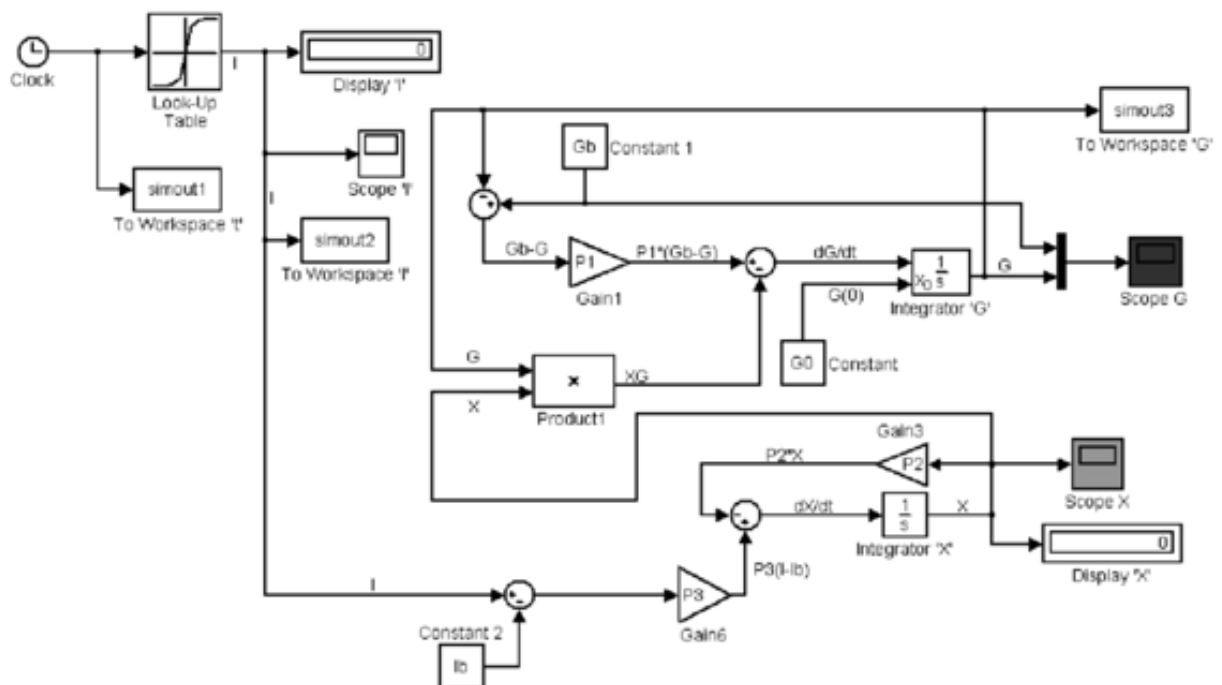 Clock
Look-Up
Table
I
0
Display 'I'
simout1
To Workspace 't'
Scope 'I'
I
simout2
To Workspace 'I'
simout3
To Workspace 'G'
Gb
Constant 1
Gb-G
P1
Gain1
P1*(Gb-G)
dG/dt
G(0)
xo
1
s
Integrator 'G'
G
Scope G
G0
Constant
G
X
x
Product1
XG
Gain3
P2
P2*X
Scope X
dX/dt
1
s
Integrator 'X'
X
0
Display 'X'
P3(I-Ib)
I
P3
Gain6
Constant 2
Ib